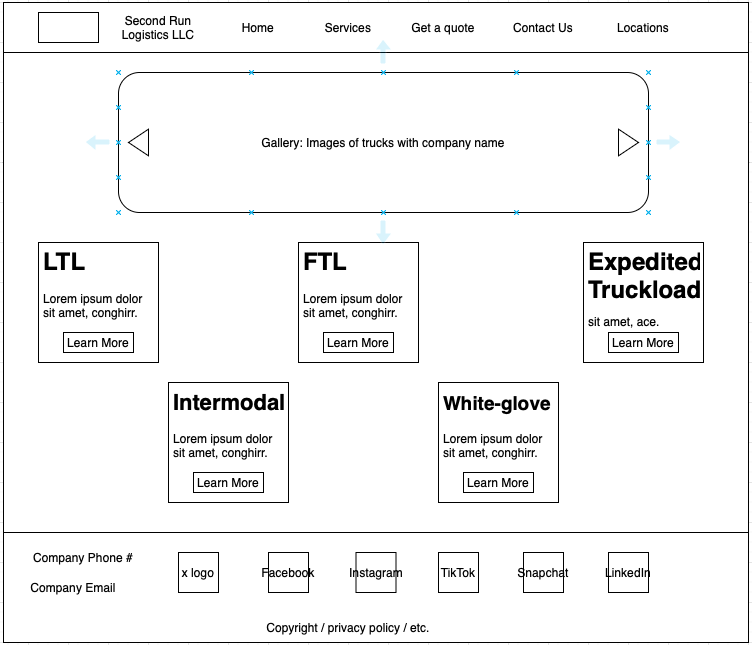 Second Run
Logistics LLC
Home
Services
Get a quote
Contact Us
Locations
Gallery: Images of trucks with company name
LTL
Lorem ipsum dolor
sit amet, conghirr.
Learn More
FTL
Lorem ipsum dolor
sit amet, conghirr.
Learn More
Expedited
Truckload
sit amet, ace.
Learn More
Intermodal
Lorem ipsum dolor
sit amet, conghirr.
Learn More
White-glove
Lorem ipsum dolor
sit amet, conghirr.
Learn More
Company Phone #
Company Email
x logo
Facebook
Instagram
TikTok
Snapchat
LinkedIn
Copyright / privacy policy / etc.